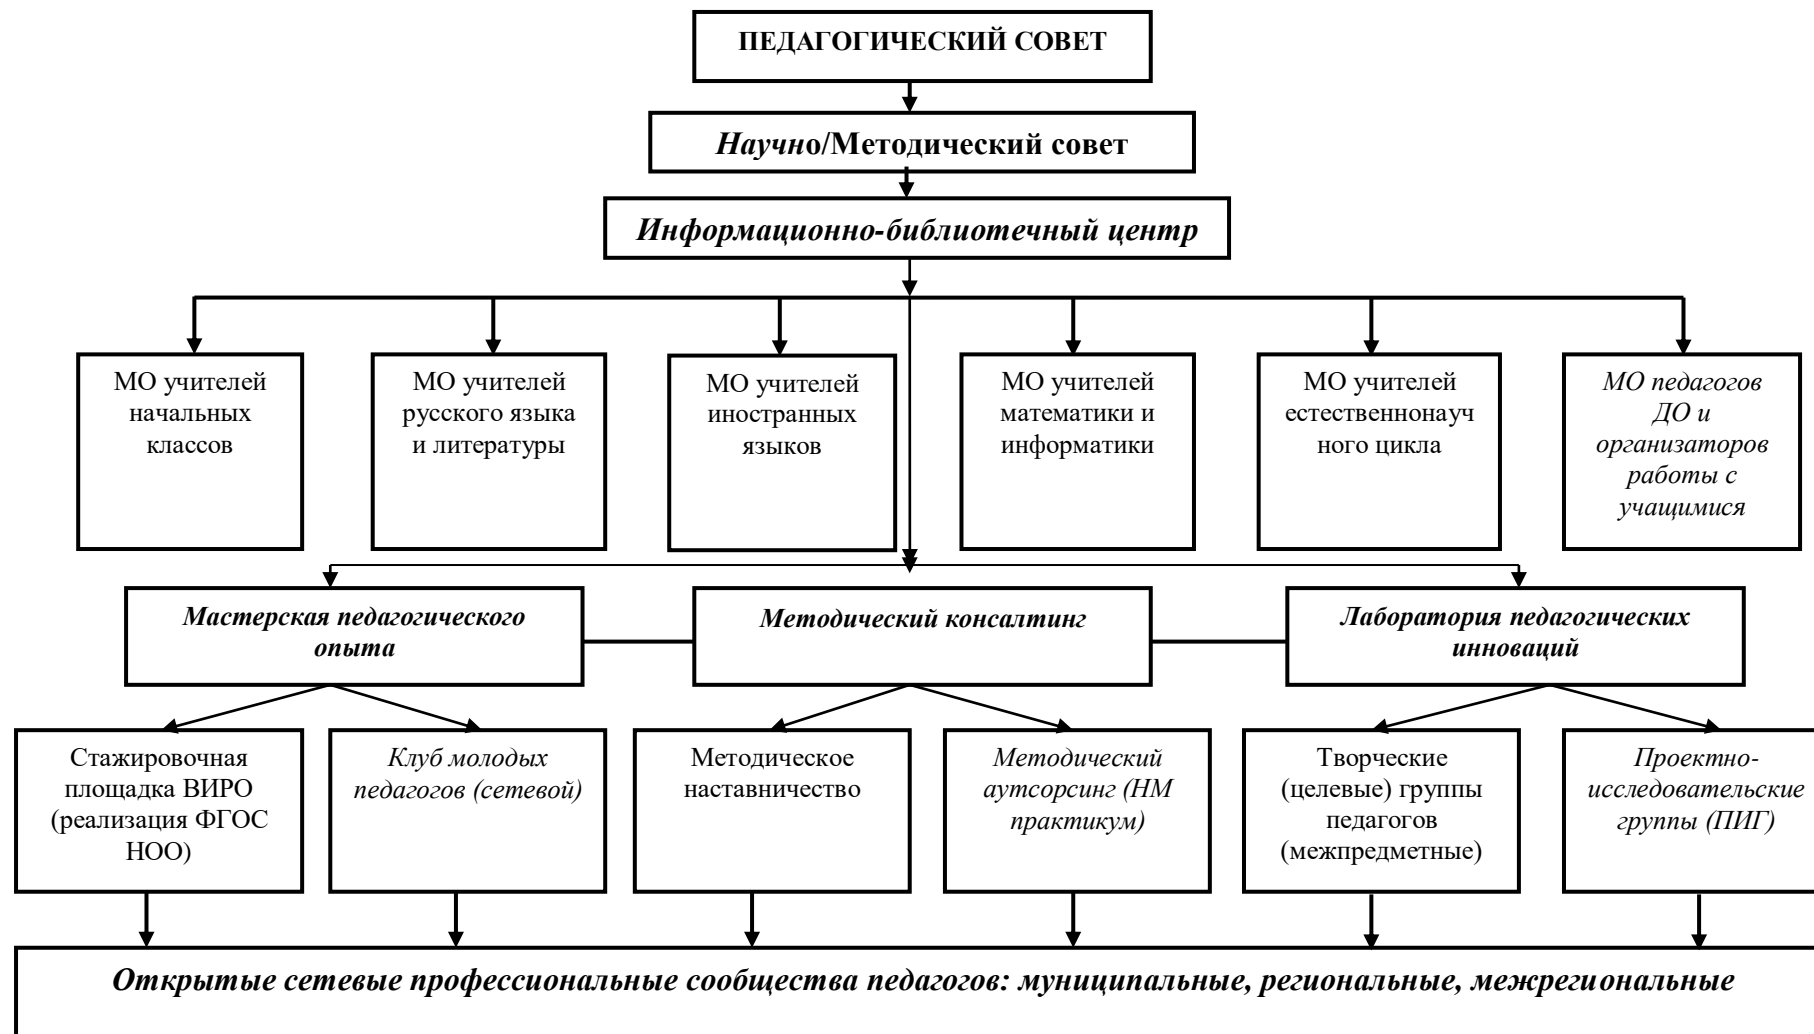 ПЕДАГОГИЧЕСКИЙ СОВЕТ
Научно/Методический совет
Информационно-библиотечный центр
МО учителей
начальных
классов
МО учителей
русского языка
и литературы
МО учителей
иностранных
языков
МО учителей
математики и
информатики
МО учителей
естественнонауч
ного цикла
МО педагогов
ДО и
организаторов
работы с
учащимися
Мастерская педагогического
опыта
Методический консалтинг
Лаборатория педагогических
инноваций
Стажировочная
площадка ВИРО
(реализация ФГОС
НОО)
Клуб молодых
педагогов (сетевой)
Методическое
наставничество
Методический
аутсорсинг (НМ
практикум)
Творческие
(целевые) группы
педагогов
(межпредметные)
Проектно-
исследовательские
группы (ПИГ)
Открытые сетевые профессиональные сообщества педагогов: муниципальные, региональные, межрегиональные